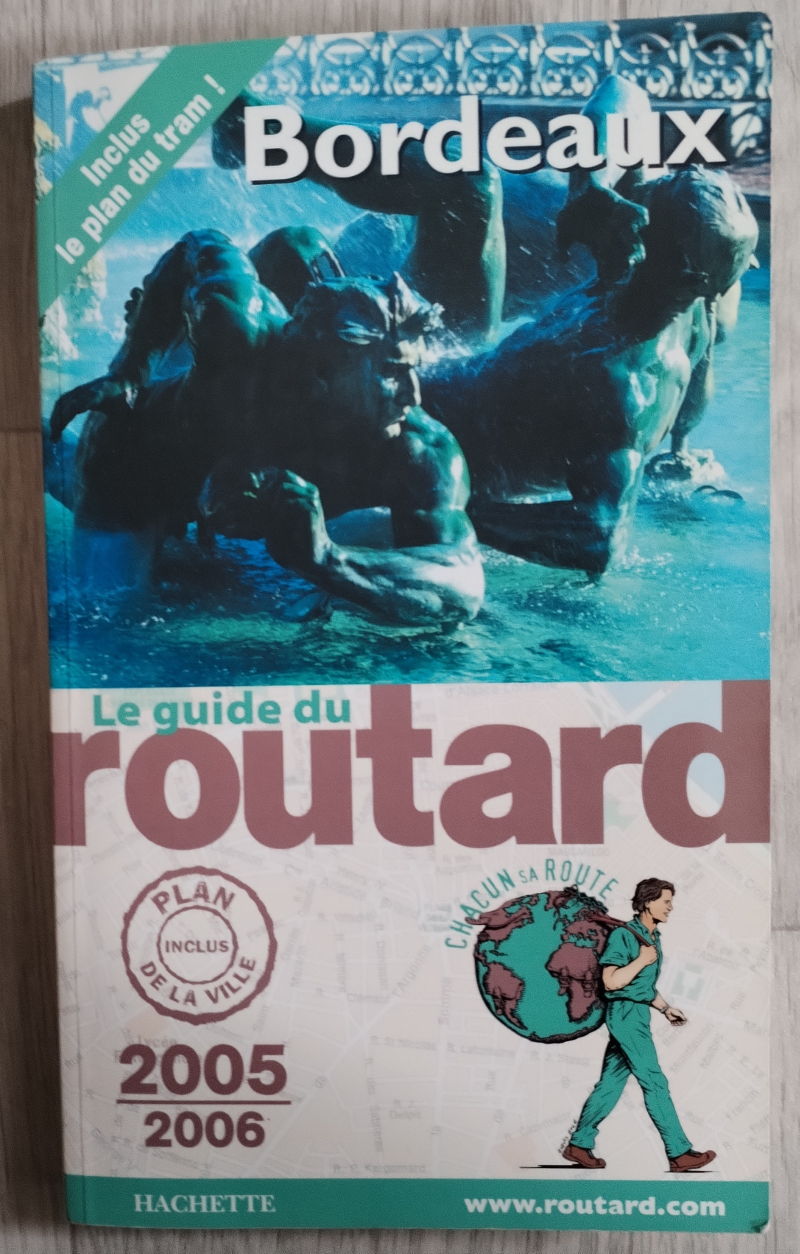 Inclus
le plan du tram !
Bordeaux
Le guide du
routard
PLAN
INCLUS
DE LA VILLE
CHACUN SA ROUTE
2005
2006
HACHETTE
www.routard.com